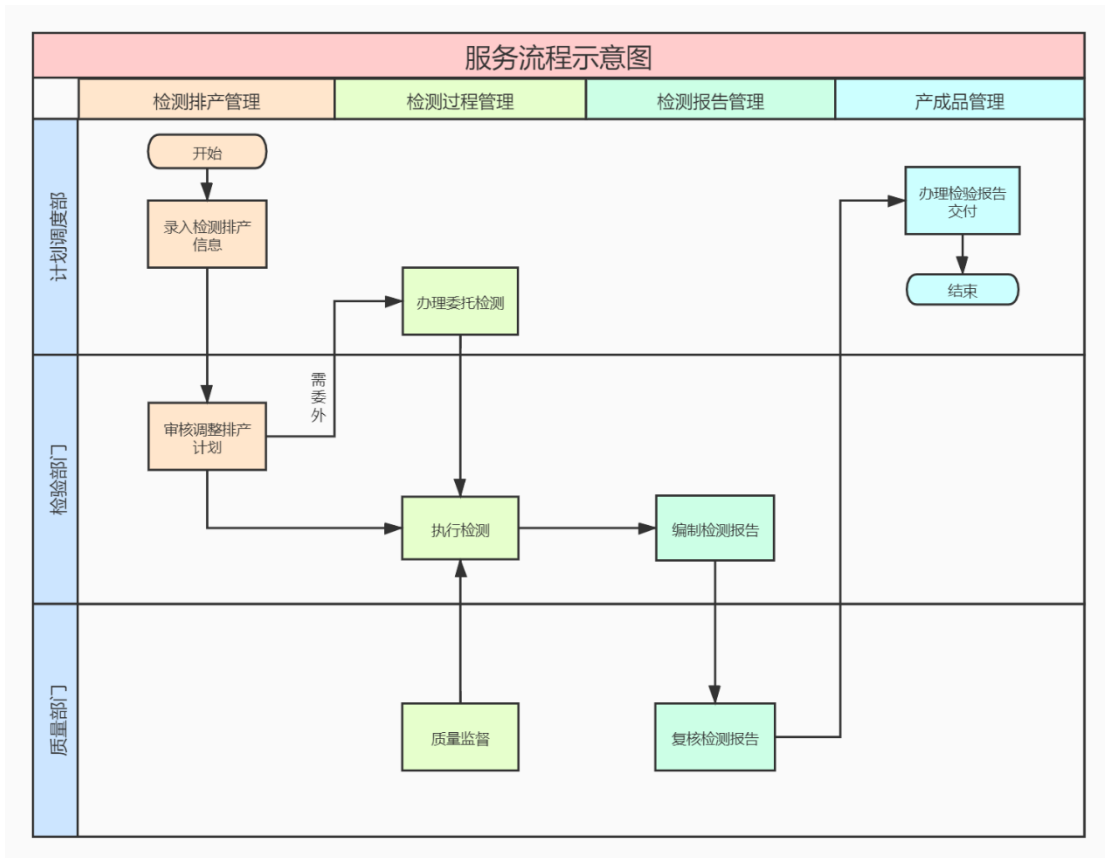 服务流程示意图
检测排产管理
检测过程管理
检测报告管理
产成品管理
计划调度部
开始
录入检测排产
信息
办理委托检测
办理检验报告
交付
结束
检验部门
审核调整排产
计划
需
委
外
执行检测
编制检测报告
质量部门
质量监督
复核检测报告